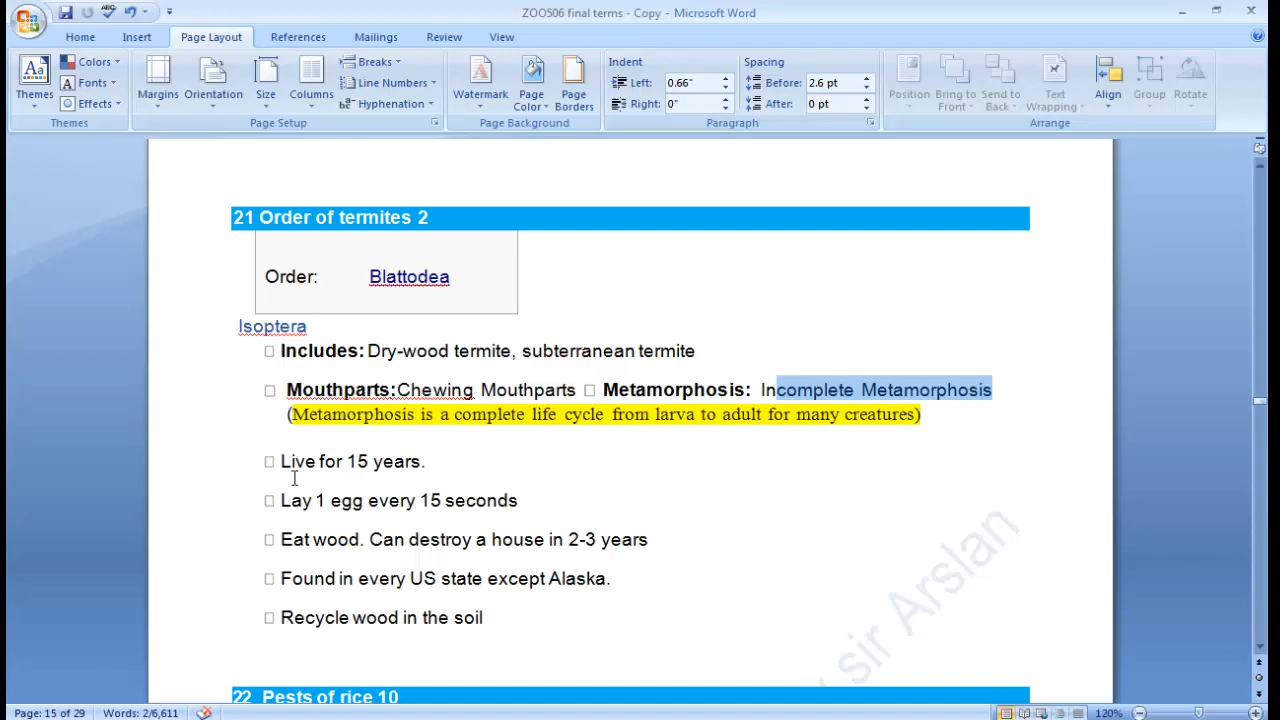 ZOO506 final terms - Copy - Microsoft Word
Home Insert Page Layout References Mailings Review View
Themes
Colors
Fonts
Effects
Themes
Margins
Orientation
Size
Columns
Breaks
Line Numbers
Hyphenation
Page Setup
Watermark
Page Color
Page Borders
Page Background
Indent
Left: 0.66"
Right: 0"
Spacing
Before: 2.6 pt
After: 0 pt
Paragraph
Position
Bring to Front
Send to Back
Text Wrapping
Align
Group
Rotate
Arrange
21 Order of termites 2
Order: Blattodea
Isoptera
Includes: Dry-wood termite, subterranean termite
Mouthparts:Chewing Mouthparts Metamorphosis: Incomplete Metamorphosis
(Metamorphosis is a complete life cycle from larva to adult for many creatures)
Live for 15 years.
Lay 1 egg every 15 seconds
Eat wood. Can destroy a house in 2-3 years
Found in every US state except Alaska.
Recycle wood in the soil
sir Arslan
22 Pests of rice 10
Page: 15 of 29 Words: 2/6,611 120%